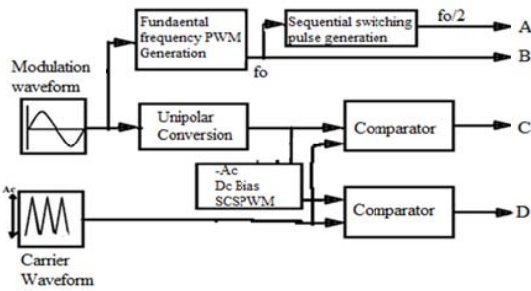 Fundaental
frequency PWM
Generation
Sequential switching
pulse generation
fo/2
A
B
fo
Modulation
waveform
Unipolar
Conversion
Comparator
C
-Ac
Dc Bias
SCSPWM
Ac
Comparator
D
Carrier
Waveform